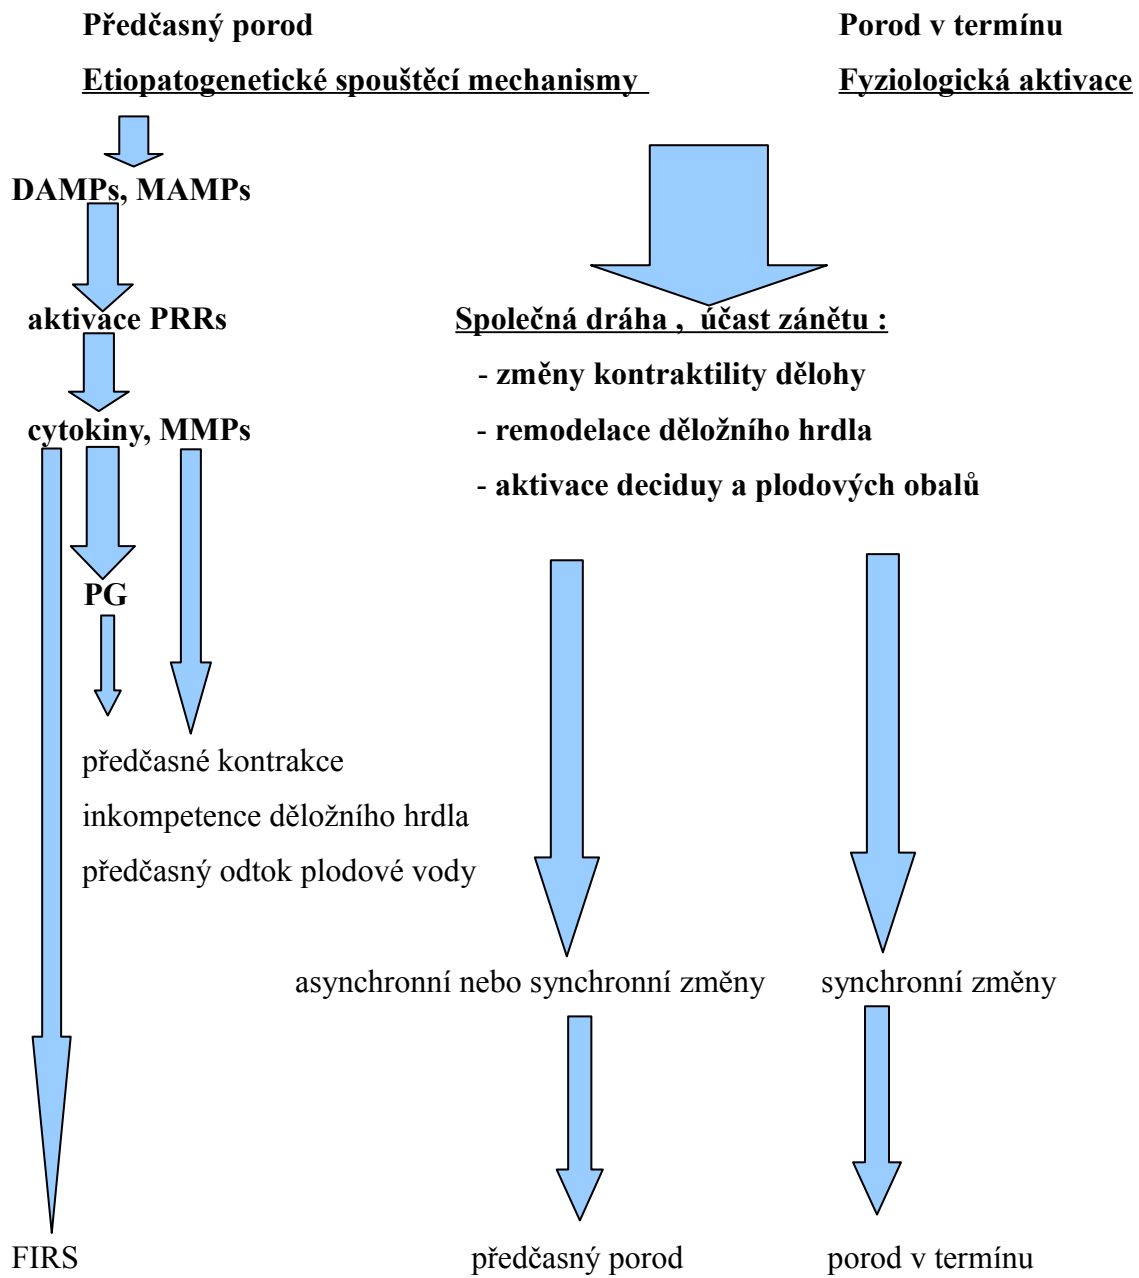 Předčasný porod Porod v termínu
Etiopatogenetické spouštěcí mechanismy Fyziologická aktivace
DAMPs, MAMPs
aktivace PRRs Společná dráha , účast zánětu :
- změny kontraktility dělohy
cytokiny, MMPs - remodelace děložního hrdla
- aktivace deciduy a plodových obalů
PG
předčasné kontrakce
inkompetence děložního hrdla
předčasný odtok plodové vody
asynchronní nebo synchronní změny synchronní změny
FIRS předčasný porod porod v termínu